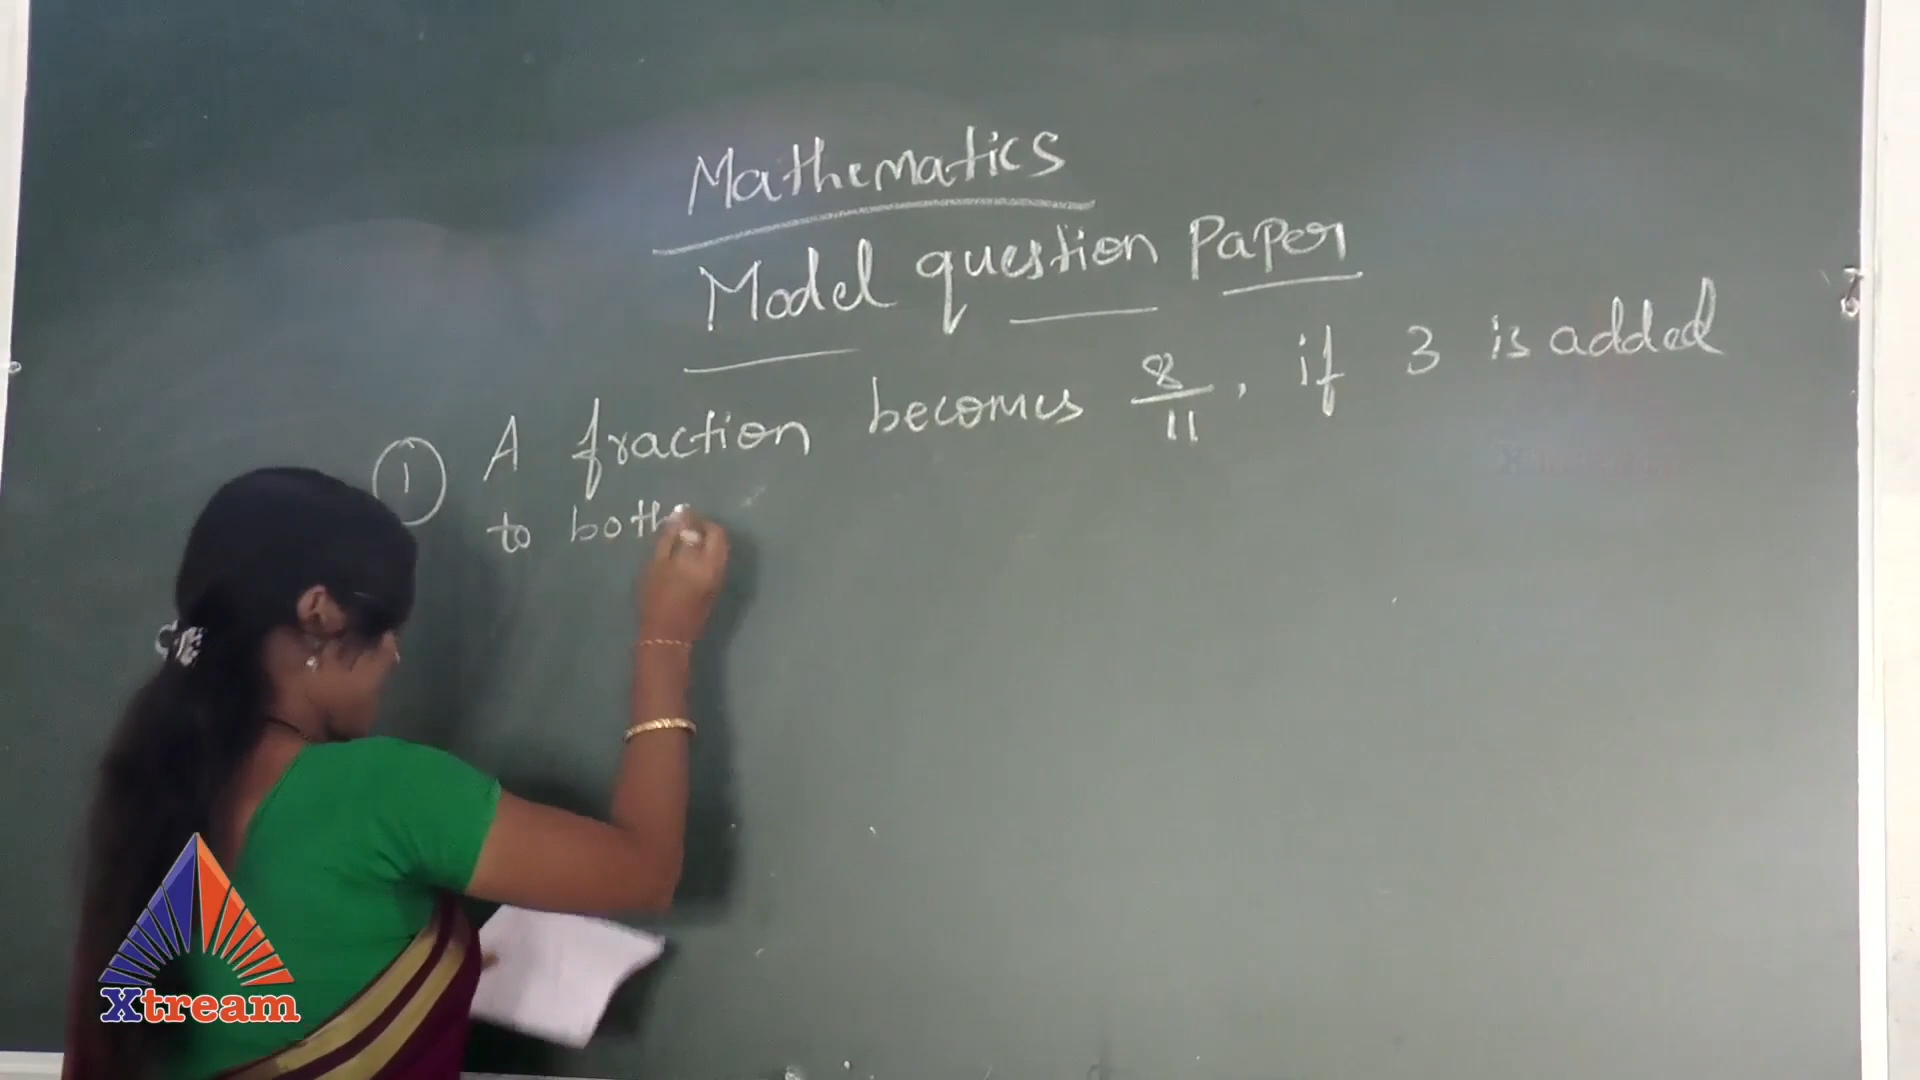 Mathematics
Model question Paper
① A fraction becomes 8/11, if 3 is added
to both
Xtream